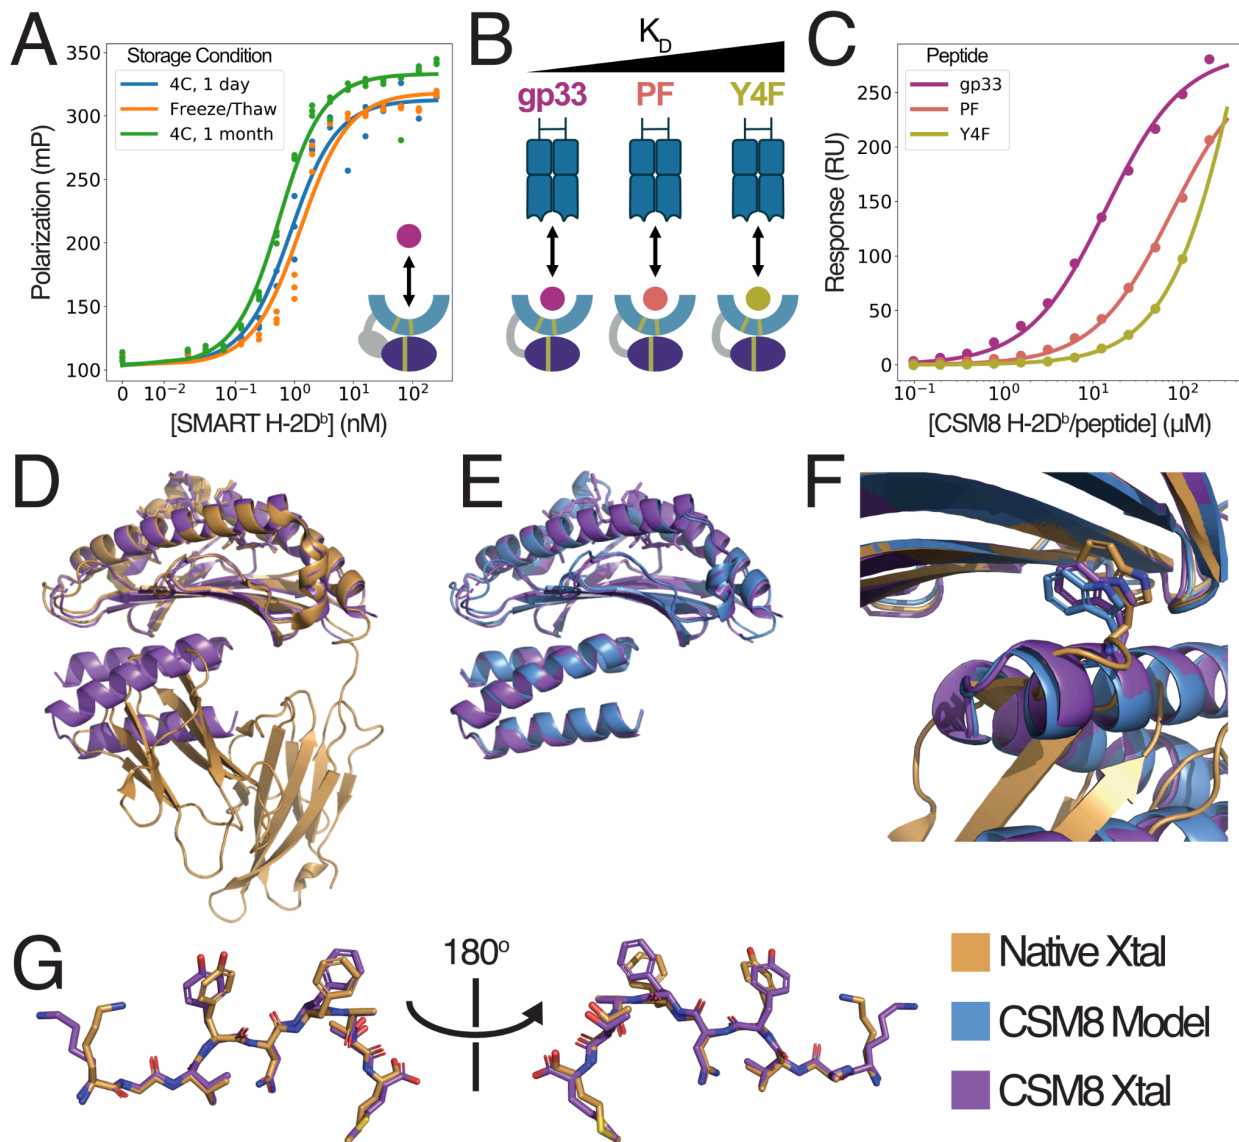 A
Storage Condition
4C, 1 day
Freeze/Thaw
4C, 1 month
350
300
250
200
150
100
Polarization (mP)
0
10⁻²
10⁻¹
10⁰
10¹
10²
[SMART H-2Dᵇ] (nM)
B
K_D
gp33
PF
Y4F
C
Peptide
gp33
PF
Y4F
250
200
150
100
50
0
Response (RU)
10⁻¹
10⁰
10¹
10²
[CSM8 H-2Dᵇ/peptide] (µM)
D
E
F
G
180º
Native Xtal
CSM8 Model
CSM8 Xtal